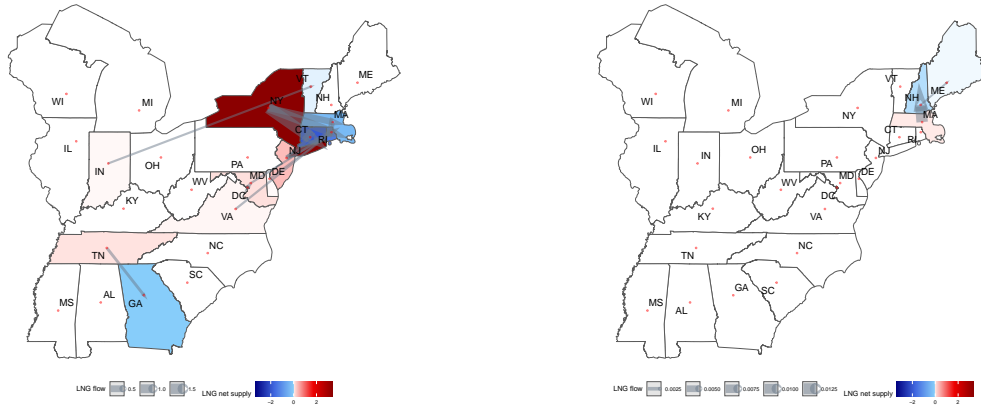 ME
VT
WI
MI
NY
NH
MA
CT
RI
IL
OH
PA
NJ
IN
MD
DE
WV
DC
KY
VA
TN
NC
SC
MS
AL
GA
LNG flow 0.5 1.0 1.5 LNG net supply −2 0 2
VT
ME
WI
MI
NH
NY
MA
CT
RI
IL
OH
NJ
IN
PA
MD
DE
WV
DC
KY
VA
TN
NC
SC
GA
MS
AL
LNG flow 0.0025 0.0050 0.0075 0.0100 0.0125 LNG net supply −2 0 2